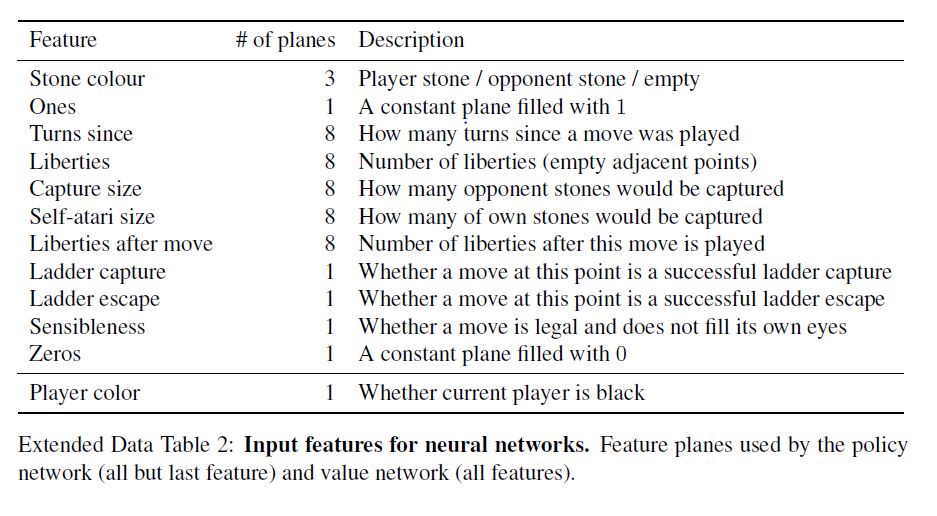 Feature # of planes Description
Stone colour 3 Player stone / opponent stone / empty
Ones 1 A constant plane filled with 1
Turns since 8 How many turns since a move was played
Liberties 8 Number of liberties (empty adjacent points)
Capture size 8 How many opponent stones would be captured
Self-atari size 8 How many of own stones would be captured
Liberties after move 8 Number of liberties after this move is played
Ladder capture 1 Whether a move at this point is a successful ladder capture
Ladder escape 1 Whether a move at this point is a successful ladder escape
Sensibleness 1 Whether a move is legal and does not fill its own eyes
Zeros 1 A constant plane filled with 0
Player color 1 Whether current player is black
Extended Data Table 2: Input features for neural networks. Feature planes used by the policy
network (all but last feature) and value network (all features).